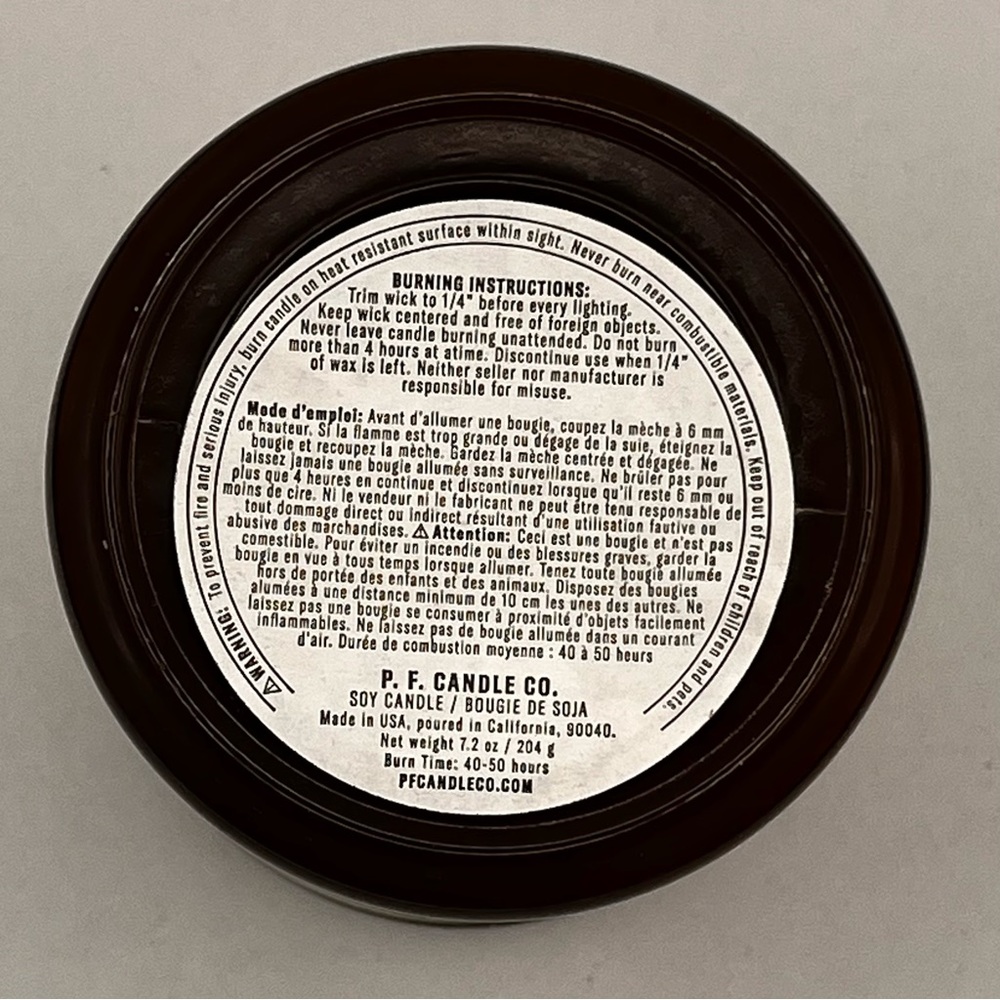 ⚠ WARNING: To prevent fire and serious injury, burn candle on heat resistant surface within sight. Never burn near combustible materials. Keep out of reach of children and pets.
BURNING INSTRUCTIONS:
Trim wick to 1/4" before every lighting.
Keep wick centered and free of foreign objects.
Never leave candle burning unattended. Do not burn
more than 4 hours at atime. Discontinue use when 1/4"
of wax is left. Neither seller nor manufacturer is
responsible for misuse.
Mode d'emploi: Avant d'allumer une bougie, coupez la mèche à 6 mm
de hauteur. Si la flamme est trop grande ou dégage de la suie, éteignez la
bougie et recoupez la mèche. Gardez la mèche centrée et dégagée. Ne
laissez jamais une bougie allumée sans surveillance. Ne brûler pas pour
plus que 4 heures en continue et discontinuez lorsque qu'il reste 6 mm ou
moins de cire. Ni le vendeur ni le fabricant ne peut être tenu responsable de
tout dommage direct ou indirect résultant d'une utilisation fautive ou
abusive des marchandises. ⚠ Attention: Ceci est une bougie et n'est pas
comestible. Pour éviter un incendie ou des blessures graves, garder la
bougie en vue à tous temps lorsque allumer. Tenez toute bougie allumée
hors de portée des enfants et des animaux. Disposez des bougies
alumées à une distance minimum de 10 cm les unes des autres. Ne
laissez pas une bougie se consumer à proximité d'objets facilement
inflammables. Ne laissez pas de bougie allumée dans un courant
d'air. Durée de combustion moyenne : 40 à 50 heurs
P. F. CANDLE CO.
SOY CANDLE / BOUGIE DE SOJA
Made in USA, poured in California, 90040.
Net weight 7.2 oz / 204 g
Burn Time: 40-50 hours
PFCANDLECO.COM